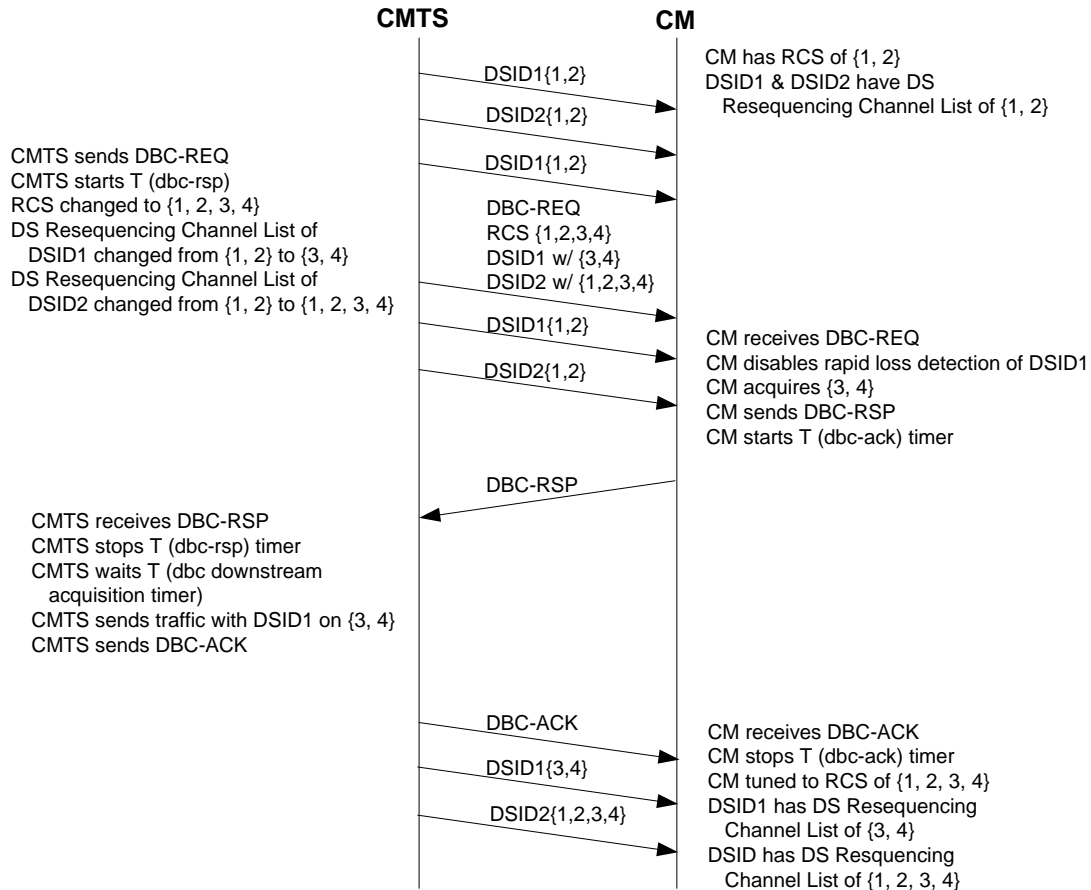 CMTS
CM
CM has RCS of {1, 2}
DSID1 & DSID2 have DS
Resequencing Channel List of {1, 2}
DSID1{1,2}
DSID2{1,2}
DSID1{1,2}
CMTS sends DBC-REQ
CMTS starts T (dbc-rsp)
RCS changed to {1, 2, 3, 4}
DS Resequencing Channel List of
DSID1 changed from {1, 2} to {3, 4}
DS Resequencing Channel List of
DSID2 changed from {1, 2} to {1, 2, 3, 4}
DBC-REQ
RCS {1,2,3,4}
DSID1 w/ {3,4}
DSID2 w/ {1,2,3,4}
DSID1{1,2}
DSID2{1,2}
CM receives DBC-REQ
CM disables rapid loss detection of DSID1
CM acquires {3, 4}
CM sends DBC-RSP
CM starts T (dbc-ack) timer
DBC-RSP
CMTS receives DBC-RSP
CMTS stops T (dbc-rsp) timer
CMTS waits T (dbc downstream
acquisition timer)
CMTS sends traffic with DSID1 on {3, 4}
CMTS sends DBC-ACK
DBC-ACK
DSID1{3,4}
DSID2{1,2,3,4}
CM receives DBC-ACK
CM stops T (dbc-ack) timer
CM tuned to RCS of {1, 2, 3, 4}
DSID1 has DS Resequencing
Channel List of {3, 4}
DSID has DS Resquencing
Channel List of {1, 2, 3, 4}